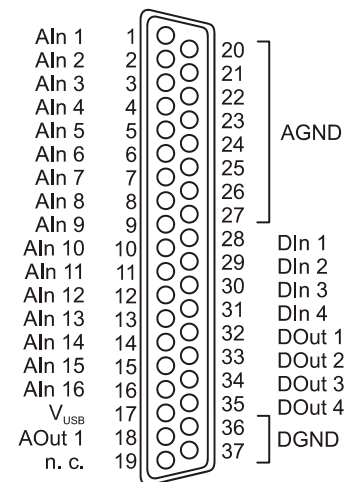 AIn 1 1
20
AIn 2 2
21
AIn 3 3
22
AIn 4 4
23
AIn 5 5
24
AGND
AIn 6 6
25
AIn 7 7
26
AIn 8 8
27
AIn 9 9
28 DIn 1
AIn 10 10
29 DIn 2
AIn 11 11
30 DIn 3
AIn 12 12
31 DIn 4
AIn 13 13
32 DOut 1
AIn 14 14
33 DOut 2
AIn 15 15
34 DOut 3
AIn 16 16
35 DOut 4
VUSB 17
36
DGND
AOut 1 18
37
n. c. 19